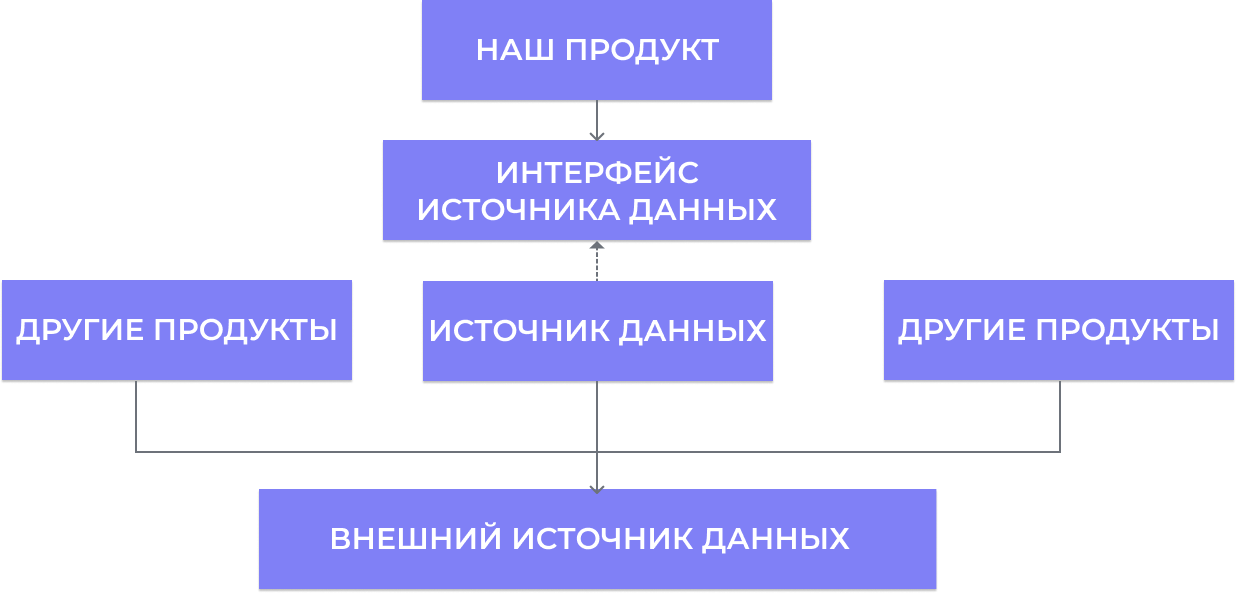 НАШ ПРОДУКТ
ИНТЕРФЕЙС
ИСТОЧНИКА ДАННЫХ
ДРУГИЕ ПРОДУКТЫ
ИСТОЧНИК ДАННЫХ
ДРУГИЕ ПРОДУКТЫ
ВНЕШНИЙ ИСТОЧНИК ДАННЫХ